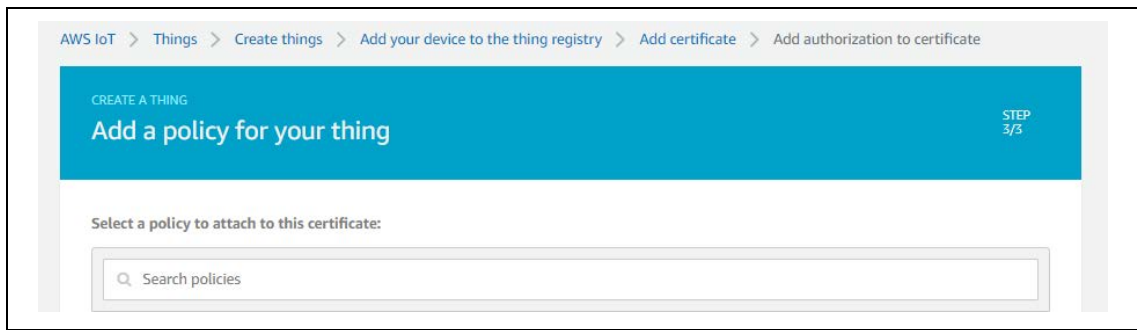 AWS IoT > Things > Create things > Add your device to the thing registry > Add certificate > Add authorization to certificate
CREATE A THING
Add a policy for your thing
STEP
3/3
Select a policy to attach to this certificate:
Search policies